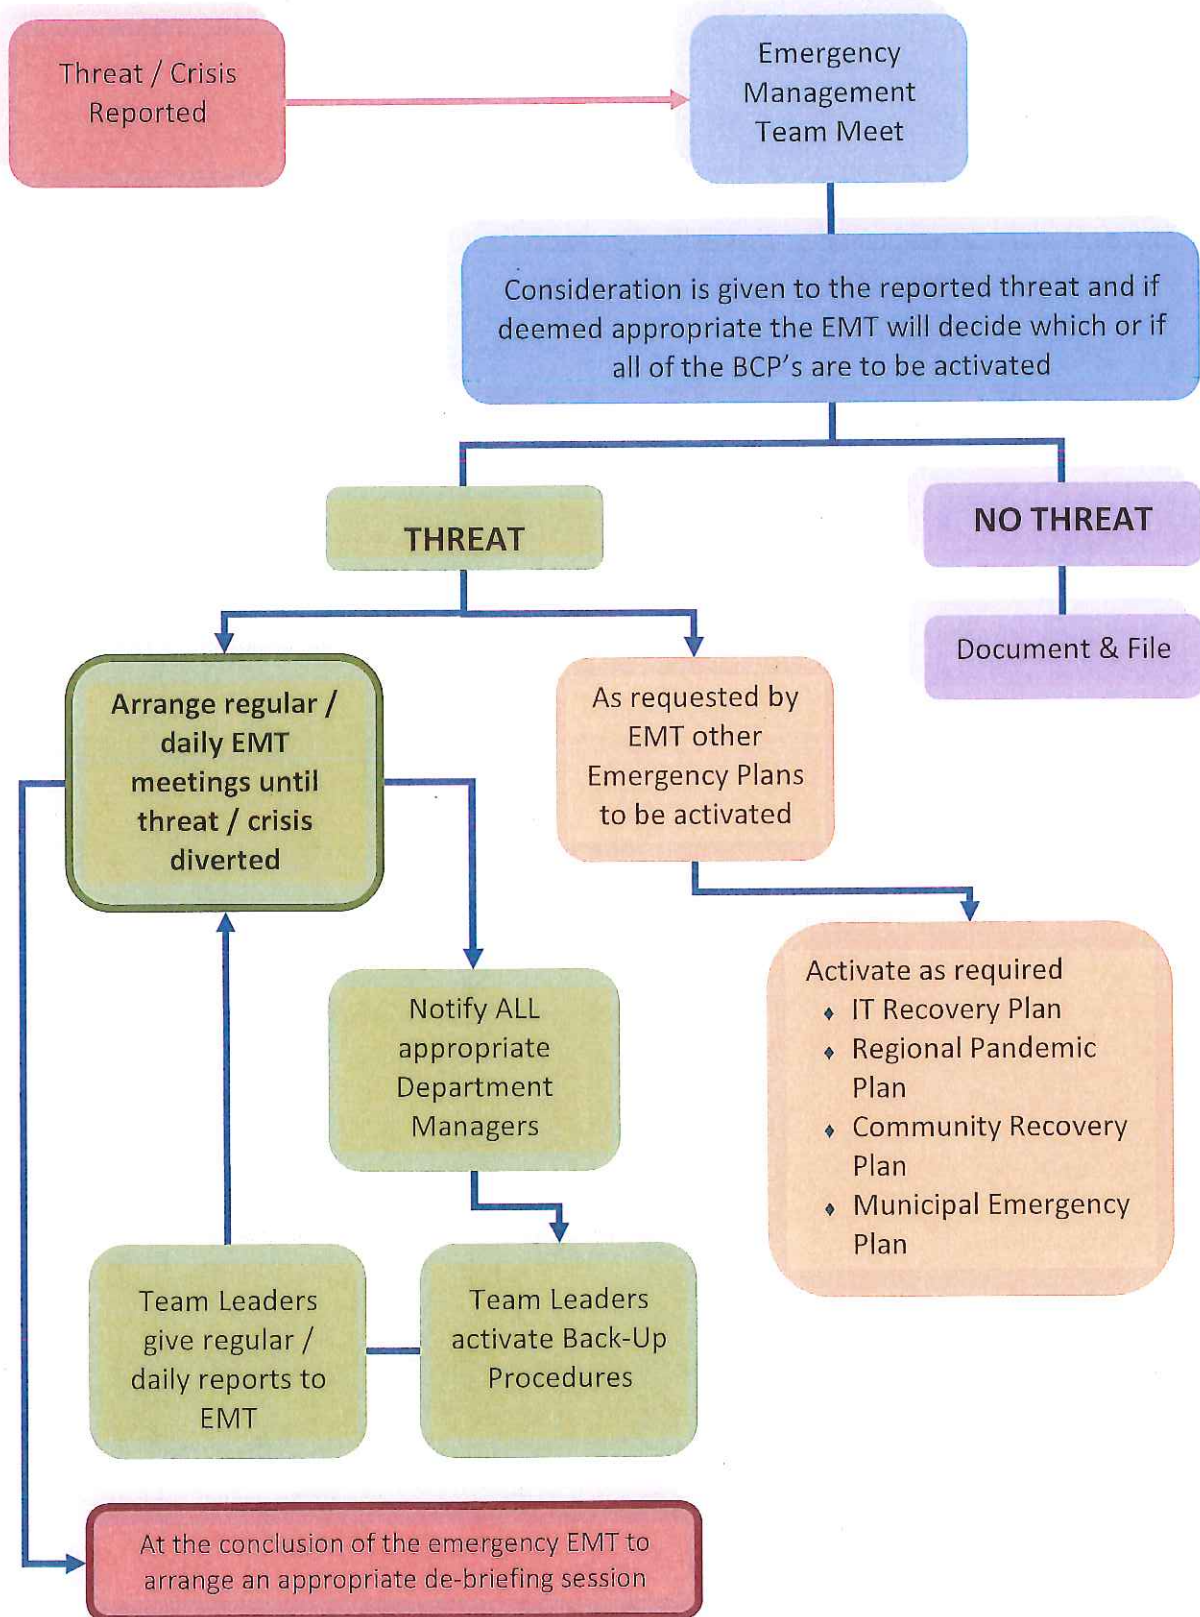 Threat / Crisis
Reported
Emergency
Management
Team Meet
Consideration is given to the reported threat and if
deemed appropriate the EMT will decide which or if
all of the BCP's are to be activated
THREAT
NO THREAT
Document & File
Arrange regular /
daily EMT
meetings until
threat / crisis
diverted
As requested by
EMT other
Emergency Plans
to be activated
Notify ALL
appropriate
Department
Managers
Activate as required
♦ IT Recovery Plan
♦ Regional Pandemic
Plan
♦ Community Recovery
Plan
♦ Municipal Emergency
Plan
Team Leaders
give regular /
daily reports to
EMT
Team Leaders
activate Back-Up
Procedures
At the conclusion of the emergency EMT to
arrange an appropriate de-briefing session